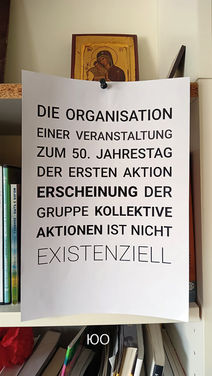 DIE ORGANISATION
EINER VERANSTALTUNG
ZUM 50. JAHRESTAG
DER ERSTEN AKTION
ERSCHEINUNG DER
GRUPPE KOLLEKTIVE
AKTIONEN IST NICHT
EXISTENZIELL
ЮО